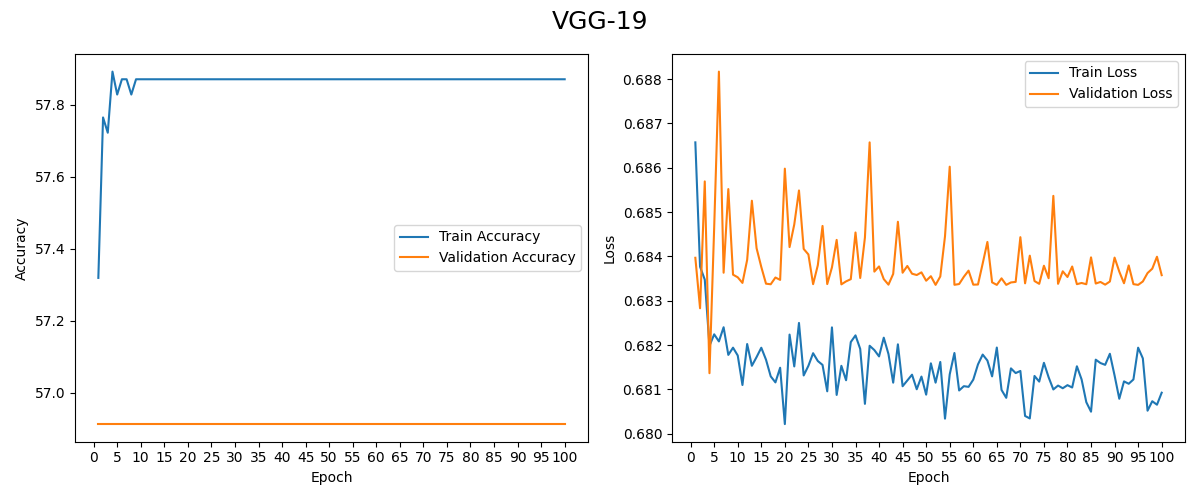 VGG-19
57.8
57.6
57.4
57.2
57.0
Accuracy
Train Accuracy
Validation Accuracy
0 5 10 15 20 25 30 35 40 45 50 55 60 65 70 75 80 85 90 95 100
Epoch
0.688
0.687
0.686
0.685
0.684
0.683
0.682
0.681
0.680
Loss
Train Loss
Validation Loss
0 5 10 15 20 25 30 35 40 45 50 55 60 65 70 75 80 85 90 95 100
Epoch